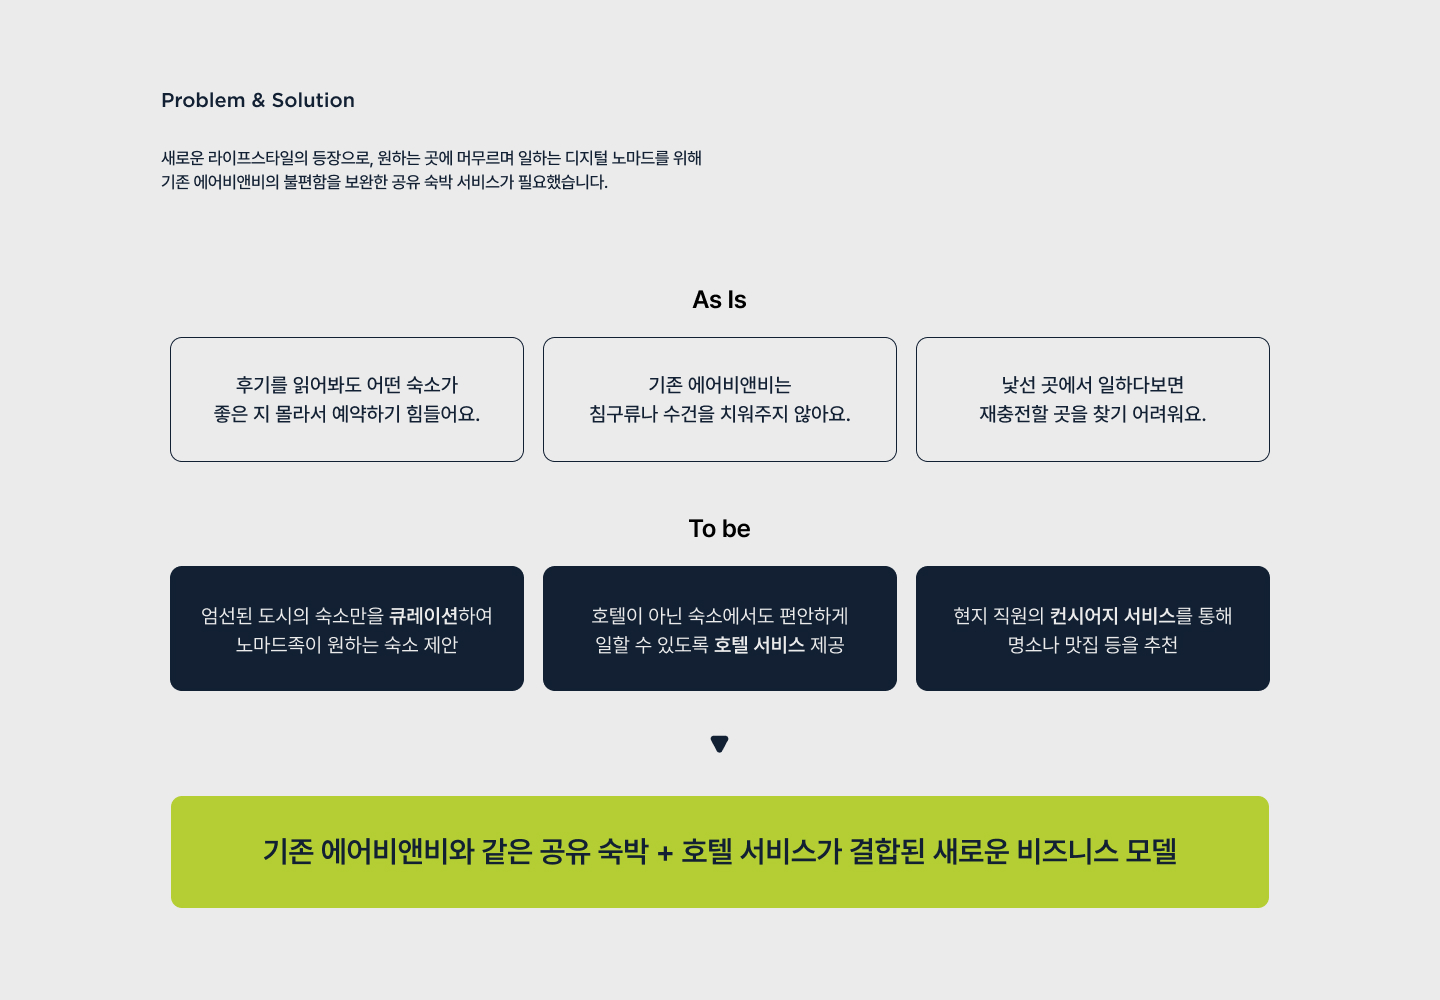 Problem & Solution
새로운 라이프스타일의 등장으로, 원하는 곳에 머무르며 일하는 디지털 노마드를 위해
기존 에어비앤비의 불편함을 보완한 공유 숙박 서비스가 필요했습니다.
As Is
후기를 읽어봐도 어떤 숙소가
좋은 지 몰라서 예약하기 힘들어요.
기존 에어비앤비는
침구류나 수건을 치워주지 않아요.
낯선 곳에서 일하다보면
재충전할 곳을 찾기 어려워요.
To be
엄선된 도시의 숙소만을 큐레이션하여
노마드족이 원하는 숙소 제안
호텔이 아닌 숙소에서도 편안하게
일할 수 있도록 호텔 서비스 제공
현지 직원의 컨시어지 서비스를 통해
명소나 맛집 등을 추천
기존 에어비앤비와 같은 공유 숙박 + 호텔 서비스가 결합된 새로운 비즈니스 모델